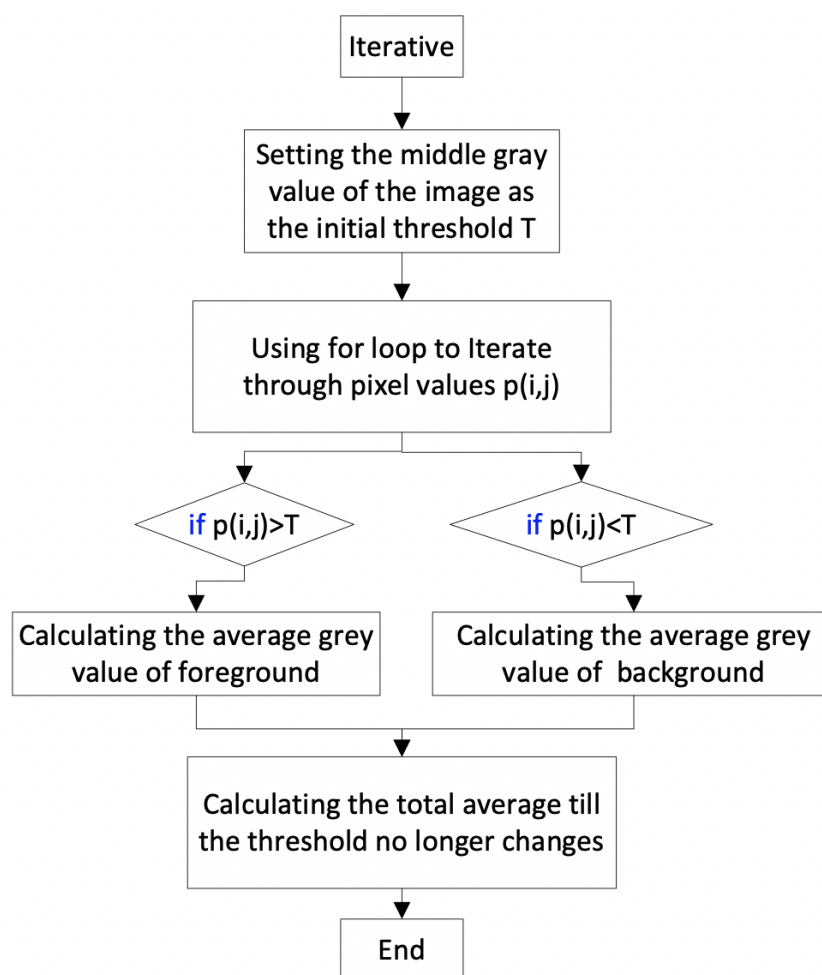 Iterative
Setting the middle gray
value of the image as
the initial threshold T
Using for loop to Iterate
through pixel values p(i,j)
if p(i,j)>T
if p(i,j)<T
Calculating the average grey
value of foreground
Calculating the average grey
value of  background
Calculating the total average till
the threshold no longer changes
End